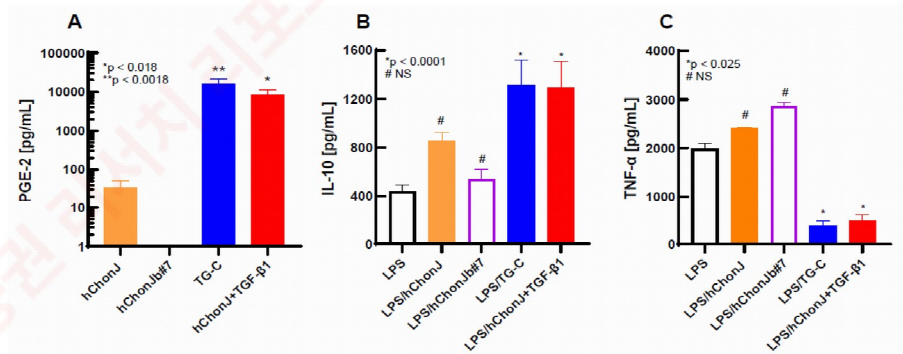 A
PGE-2 [pg/mL]
100000
10000
1000
100
10
1
*p < 0.018
**p < 0.0018
**
*
hChonJ
hChonJb#7
TG-C
hChonJ+TGF-β1
B
IL-10 [pg/mL]
1600
1200
800
400
0
*p < 0.0001
# NS
#
#
*
*
LPS
LPS/hChonJ
LPS/hChonJb#7
LPS/TG-C
LPS/hChonJ+TGF-β1
C
TNF-α [pg/mL]
4000
3000
2000
1000
0
*p < 0.025
# NS
#
#
*
*
LPS
LPS/hChonJ
LPS/hChonJb#7
LPS/TG-C
LPS/hChonJ+TGF-β1